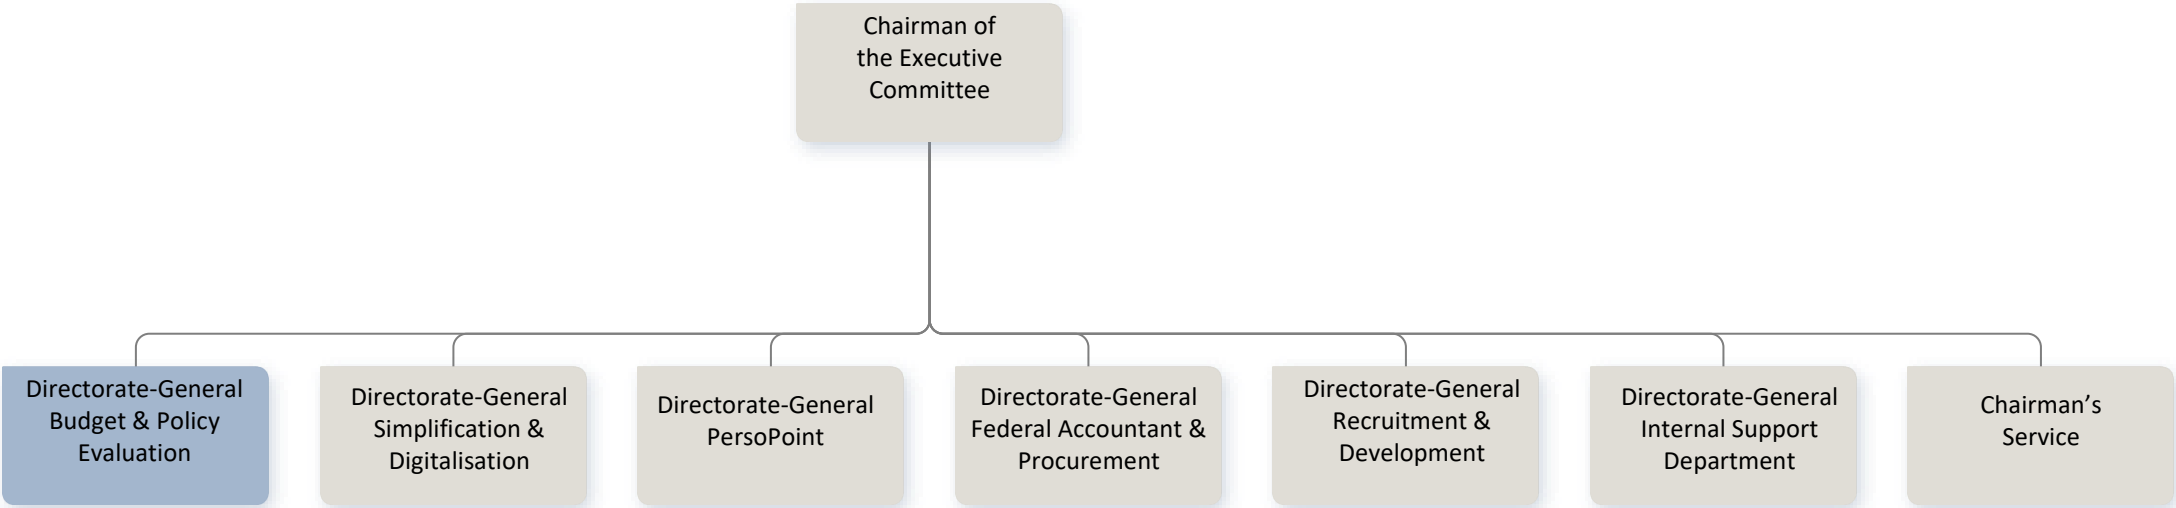 Chairman of
the Executive
Committee
Directorate-General
Budget & Policy
Evaluation
Directorate-General
Simplification &
Digitalisation
Directorate-General
PersoPoint
Directorate-General
Federal Accountant &
Procurement
Directorate-General
Recruitment &
Development
Directorate-General
Internal Support
Department
Chairman’s
Service